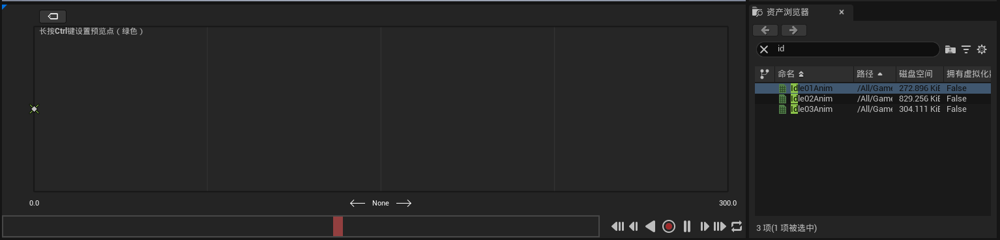 长按Ctrl键设置预览点（绿色）
0.0
None
300.0
资产浏览器
id
命名 路径 磁盘空间 拥有虚拟化
Idle01Anim /All/Game 272.896 KiB False
Idle02Anim /All/Game 829.256 KiB False
Idle03Anim /All/Game 304.111 KiB False
3 项(1 项被选中)